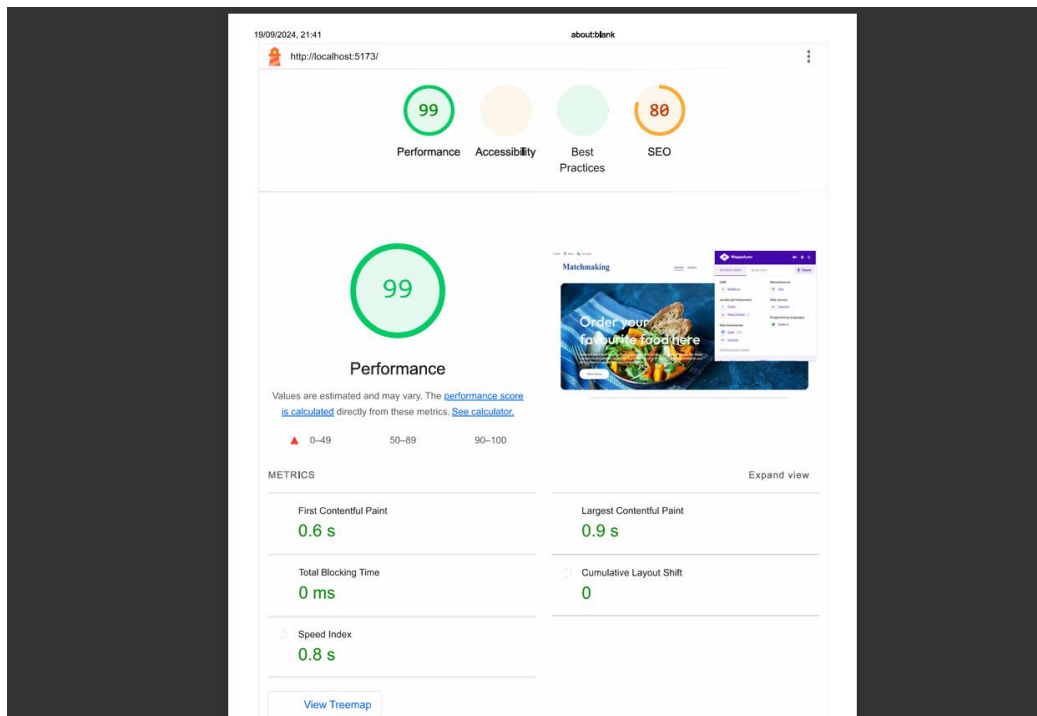 19/09/2024, 21:41
about:blank
http://localhost:5173/
99
80
Performance
Accessibility
Best
Practices
SEO
99
Performance
Values are estimated and may vary. The performance score
is calculated directly from these metrics. See calculator.
0–49
50–89
90–100
Matchmaking
Order your
favourite food here
METRICS
Expand view
First Contentful Paint
0.6 s
Largest Contentful Paint
0.9 s
Total Blocking Time
0 ms
Cumulative Layout Shift
0
Speed Index
0.8 s
View Treemap